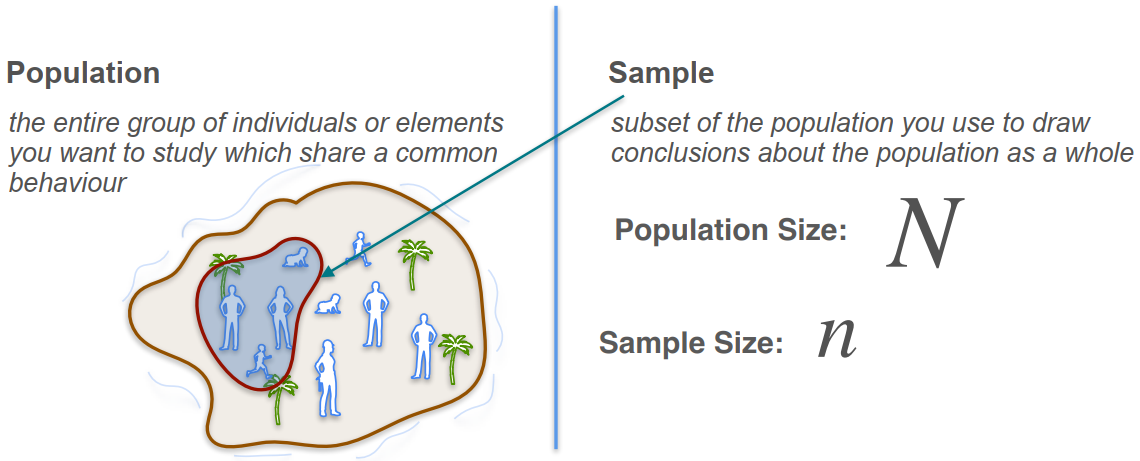 Population
the entire group of individuals or elements
you want to study which share a common
behaviour
Sample
subset of the population you use to draw
conclusions about the population as a whole
Population Size: N
Sample Size: n